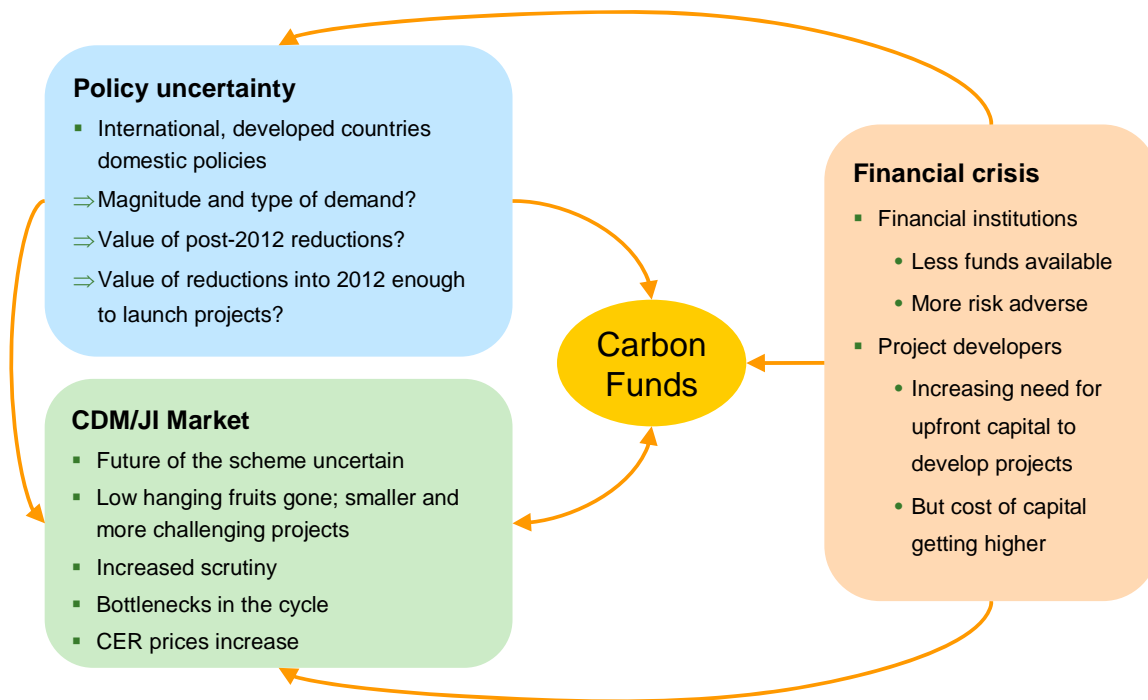 Policy uncertainty
▪ International, developed countries
domestic policies
⇒ Magnitude and type of demand?
⇒ Value of post-2012 reductions?
⇒ Value of reductions into 2012 enough
to launch projects?
CDM/JI Market
▪ Future of the scheme uncertain
▪ Low hanging fruits gone; smaller and
more challenging projects
▪ Increased scrutiny
▪ Bottlenecks in the cycle
▪ CER prices increase
Carbon
Funds
Financial crisis
▪ Financial institutions
• Less funds available
• More risk adverse
▪ Project developers
• Increasing need for
upfront capital to
develop projects
• But cost of capital
getting higher